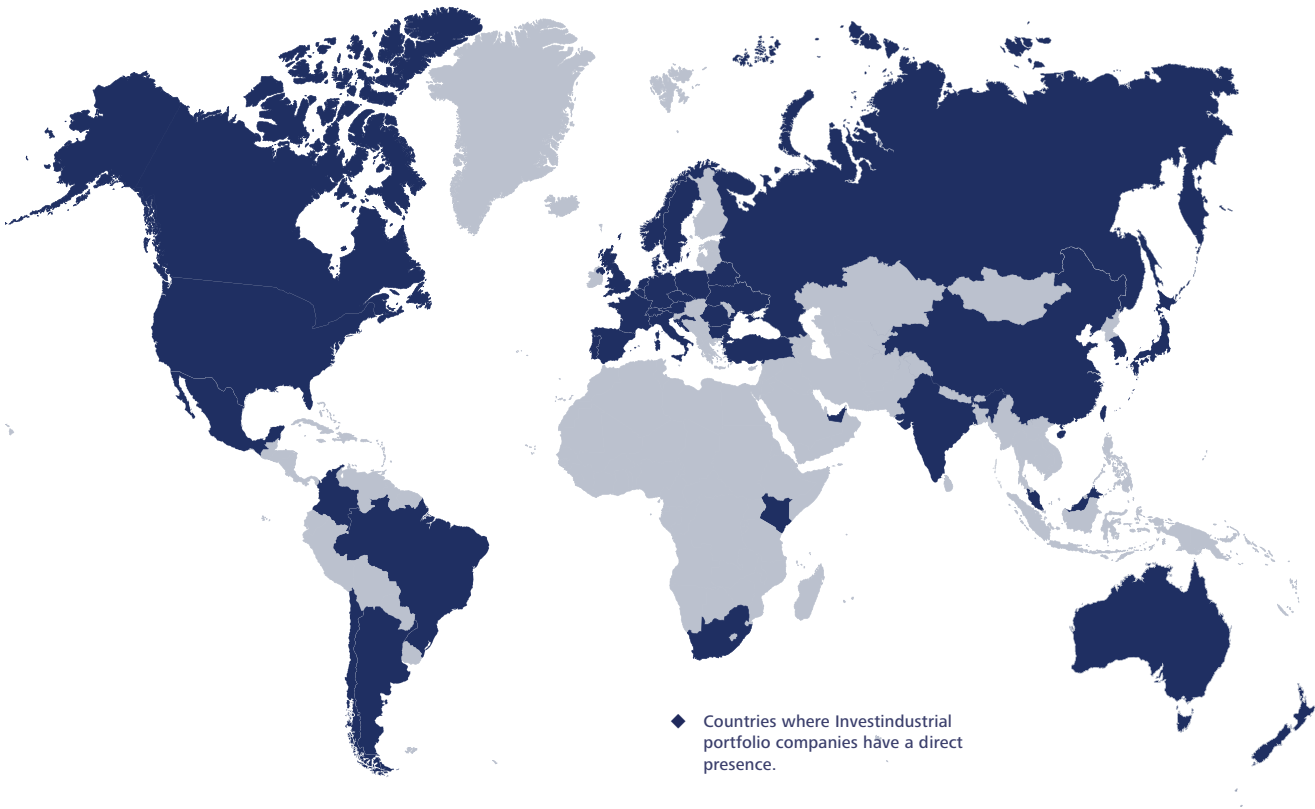 Countries where Investindustrial
portfolio companies have a direct
presence.